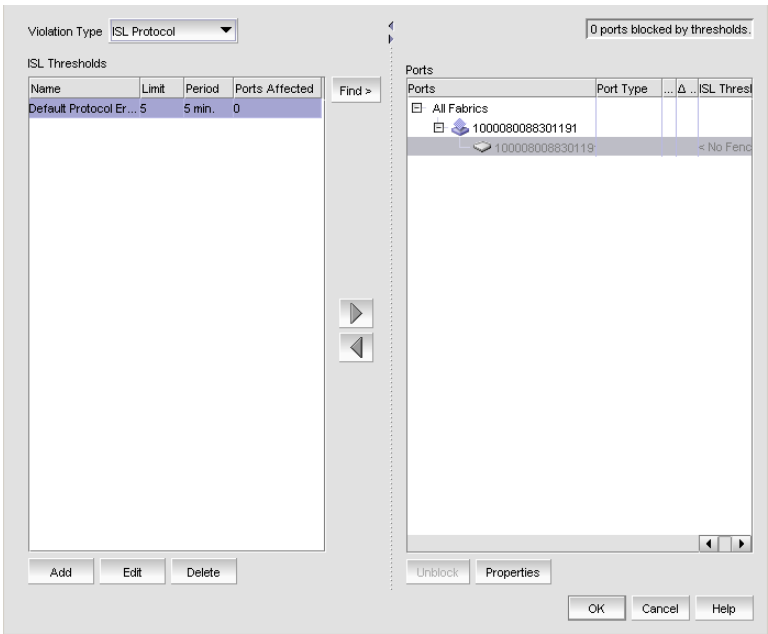 Violation Type ISL Protocol
0 ports blocked by thresholds.
ISL Thresholds
Name Limit Period Ports Affected
Default Protocol Er... 5 5 min. 0
Find >
Ports
Ports Port Type ... Δ .. ISL Thresl
All Fabrics
1000080088301191
100008008830119
< No Fenc
Add Edit Delete
Unblock Properties
OK Cancel Help